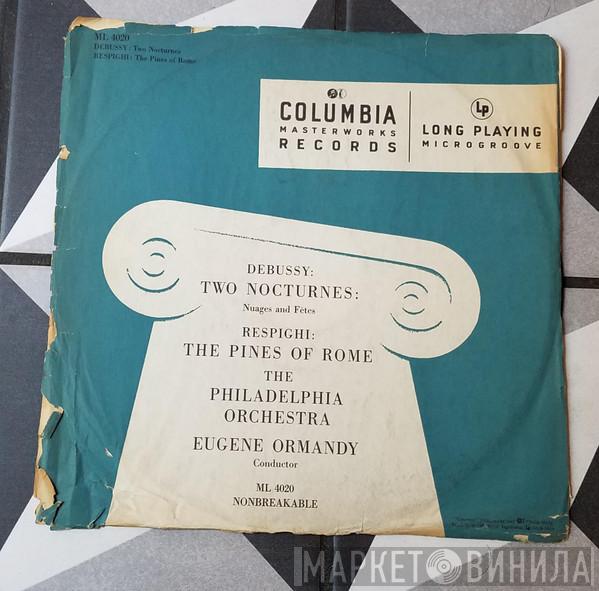 ML 4020
DEBUSSY: Two Nocturnes
RESPIGHI: The Pines of Rome
COLUMBIA
MASTERWORKS
RECORDS
Lp
LONG PLAYING
MICROGROOVE
DEBUSSY:
TWO NOCTURNES:
Nuages and Fêtes
RESPIGHI:
THE PINES OF ROME
THE
PHILADELPHIA
ORCHESTRA
EUGENE ORMANDY
Conductor
ML 4020
NONBREAKABLE
МАРКЕТ ВИНИЛА